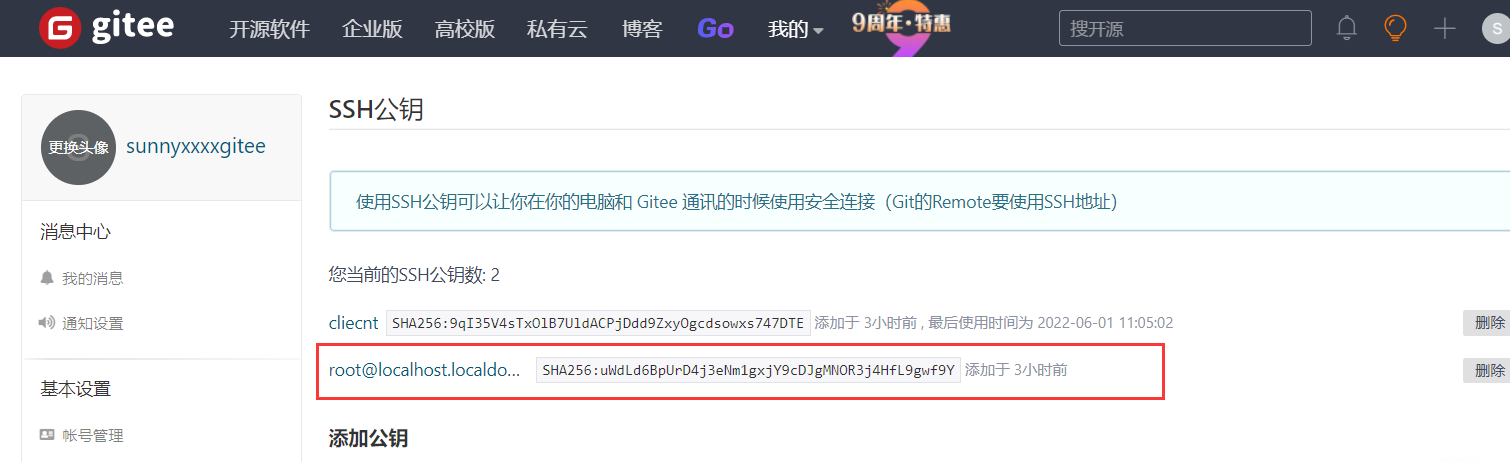 gitee 开源软件 企业版 高校版 私有云 博客 Go 我的 9周年·特惠 搜开源 S
SSH公钥
更换头像 sunnyxxxxgitee
使用SSH公钥可以让你在你的电脑和 Gitee 通讯的时候使用安全连接（Git的Remote要使用SSH地址）
消息中心
我的消息
通知设置
您当前的SSH公钥数: 2
cliecnt SHA256:9qI35V4sTxOlB7UldACPjDdd9ZxyOgcdsowxs747DTE 添加于 3小时前 , 最后使用时间为 2022-06-01 11:05:02 删除
root@localhost.localdo... SHA256:uWdLd6BpUrD4j3eNm1gxjY9cDJgMNOR3j4HfL9gwf9Y 添加于 3小时前 删除
基本设置
帐号管理
添加公钥